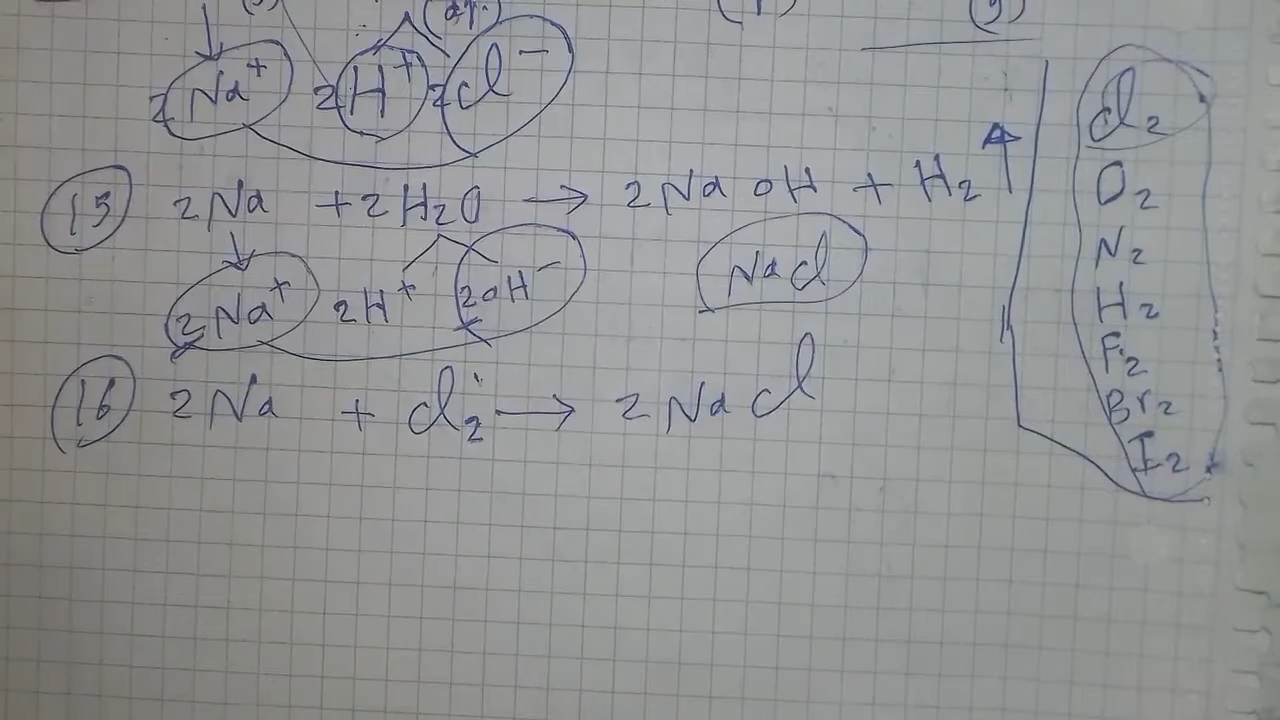 (aq.)
2Na⁺ 2H⁺ 2Cl⁻
(15) 2Na + 2H₂O → 2NaOH + H₂ ↑
2Na⁺ 2H⁺ 2OH⁻
NaCl
(16) 2Na + Cl₂ → 2NaCl
Cl₂
O₂
N₂
H₂
F₂
Br₂
I₂